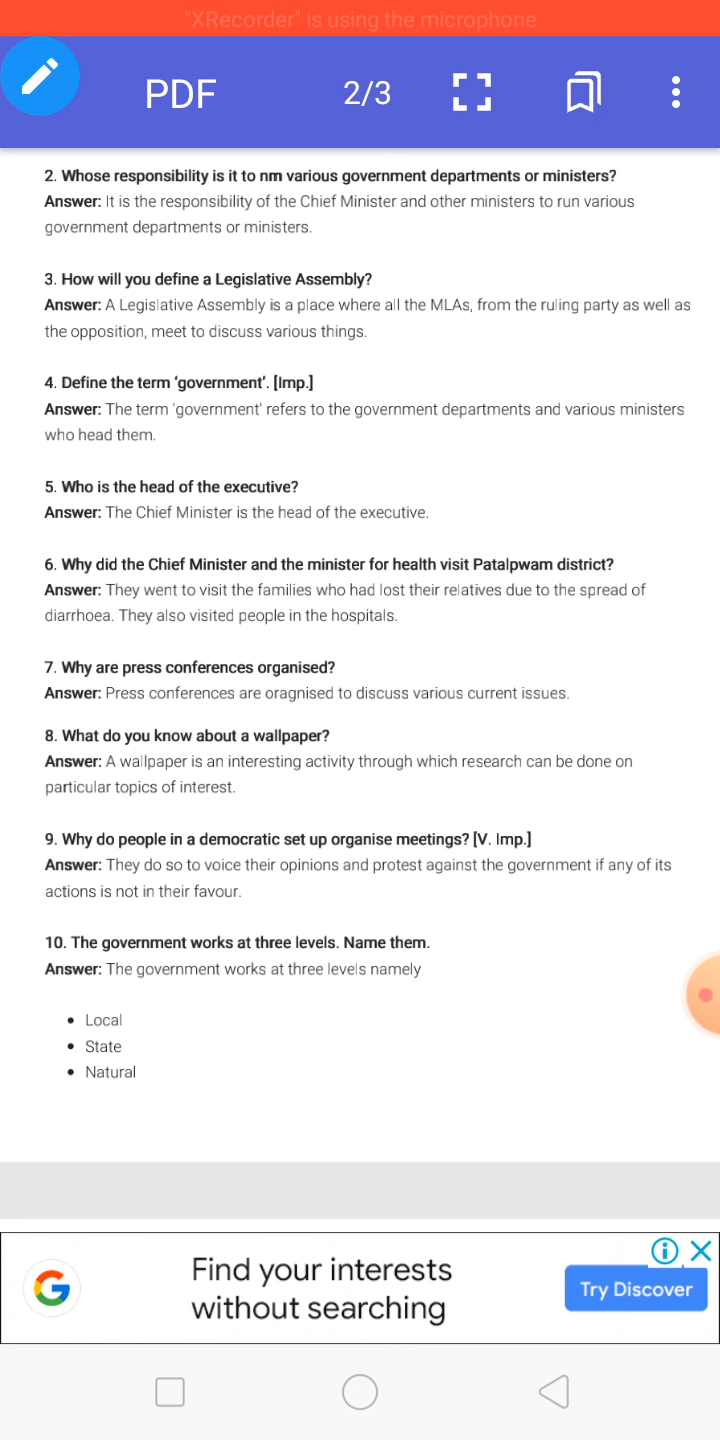 "XRecorder" is using the microphone
PDF
2/3
2. Whose responsibility is it to nm various government departments or ministers?
Answer: It is the responsibility of the Chief Minister and other ministers to run various
government departments or ministers.
3. How will you define a Legislative Assembly?
Answer: A Legislative Assembly is a place where all the MLAs, from the ruling party as well as
the opposition, meet to discuss various things.
4. Define the term ‘government’. [Imp.]
Answer: The term ‘government’ refers to the government departments and various ministers
who head them.
5. Who is the head of the executive?
Answer: The Chief Minister is the head of the executive.
6. Why did the Chief Minister and the minister for health visit Patalpwam district?
Answer: They went to visit the families who had lost their relatives due to the spread of
diarrhoea. They also visited people in the hospitals.
7. Why are press conferences organised?
Answer: Press conferences are oragnised to discuss various current issues.
8. What do you know about a wallpaper?
Answer: A wallpaper is an interesting activity through which research can be done on
particular topics of interest.
9. Why do people in a democratic set up organise meetings? [V. Imp.]
Answer: They do so to voice their opinions and protest against the government if any of its
actions is not in their favour.
10. The government works at three levels. Name them.
Answer: The government works at three levels namely
• Local
• State
• Natural
Find your interests
without searching
Try Discover